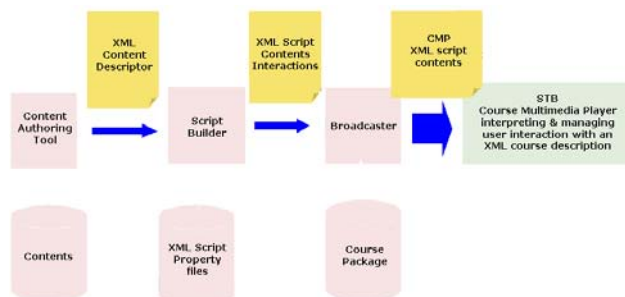 XML
Content
Descriptor
XML Script
Contents
Interactions
CMP
XML script
contents
Content
Authoring
Tool
Script
Builder
Broadcaster
STB
Course Multimedia Player
interpreting & managing
user interaction with an
XML course description
Contents
XML Script
Property
files
Course
Package